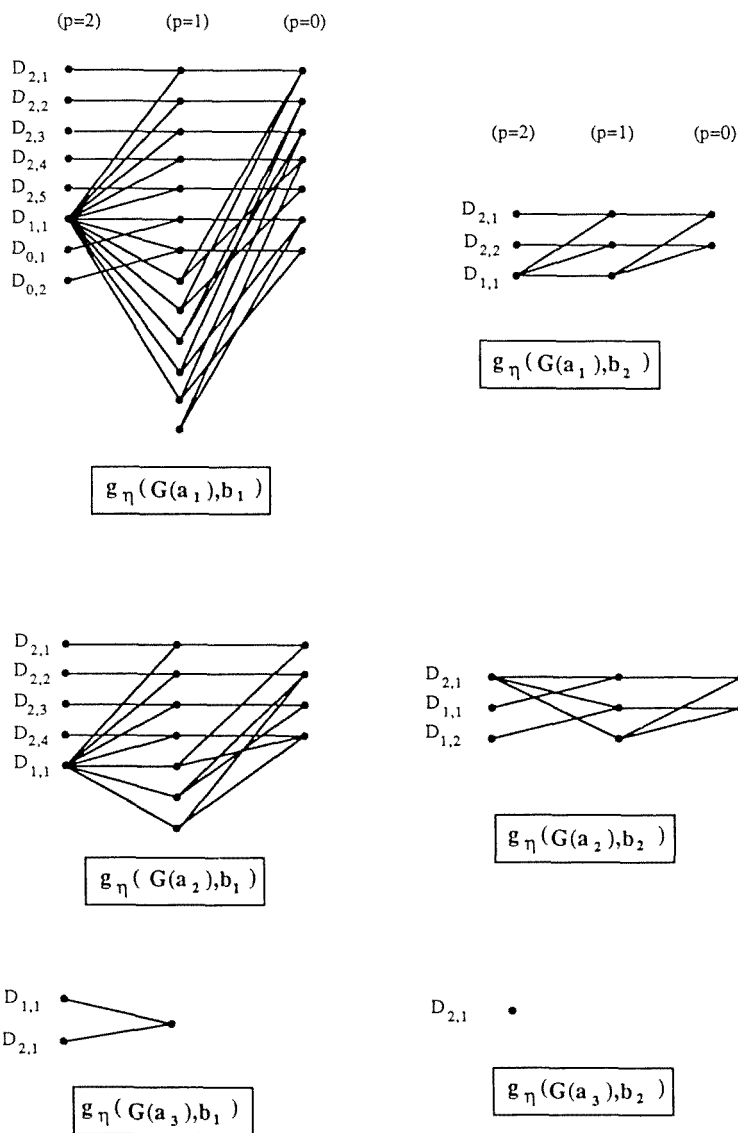 (p=2) (p=1) (p=0)
D2,1
D2,2
D2,3
D2,4
D2,5
D1,1
D0,1
D0,2
gη(G(a1),b1)
(p=2) (p=1) (p=0)
D2,1
D2,2
D1,1
gη(G(a1),b2)
D2,1
D2,2
D2,3
D2,4
D1,1
gη(G(a2),b1)
D2,1
D1,1
D1,2
gη(G(a2),b2)
D1,1
D2,1
gη(G(a3),b1)
D2,1
gη(G(a3),b2)